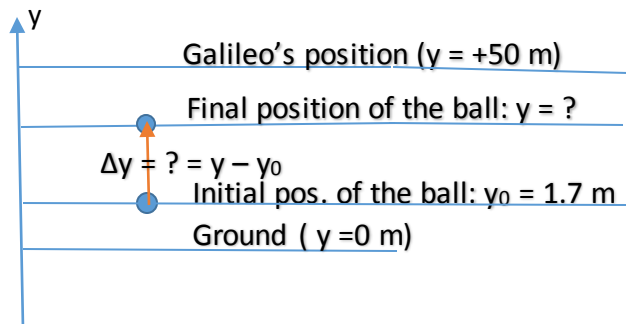 y
Galileo’s position (y = +50 m)
Final position of the ball: y = ?
Δy = ? = y – y₀
Initial pos. of the ball: y₀ = 1.7 m
Ground ( y =0 m)